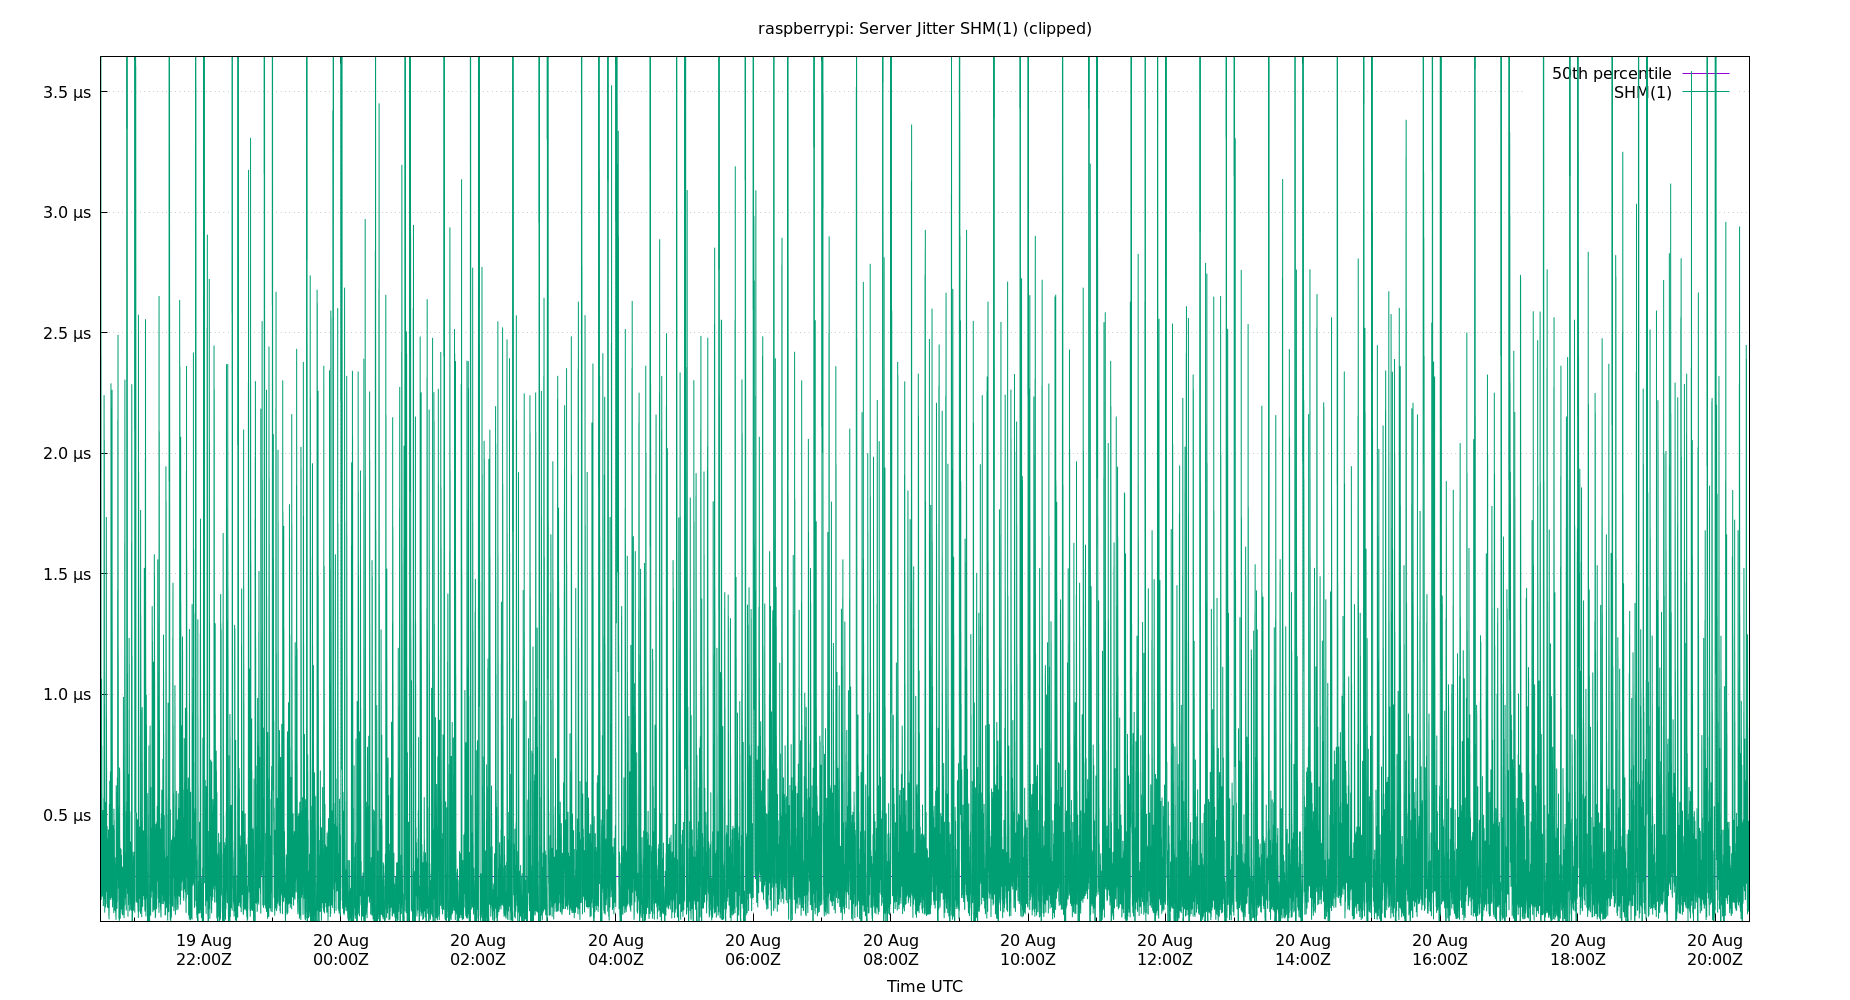 raspberrypi: Server Jitter SHM(1) (clipped)
50th percentile
SHM(1)
3.5 µs
3.0 µs
2.5 µs
2.0 µs
1.5 µs
1.0 µs
0.5 µs
19 Aug 20 Aug 20 Aug 20 Aug 20 Aug 20 Aug 20 Aug 20 Aug 20 Aug 20 Aug 20 Aug 20 Aug
22:00Z 00:00Z 02:00Z 04:00Z 06:00Z 08:00Z 10:00Z 12:00Z 14:00Z 16:00Z 18:00Z 20:00Z
Time UTC